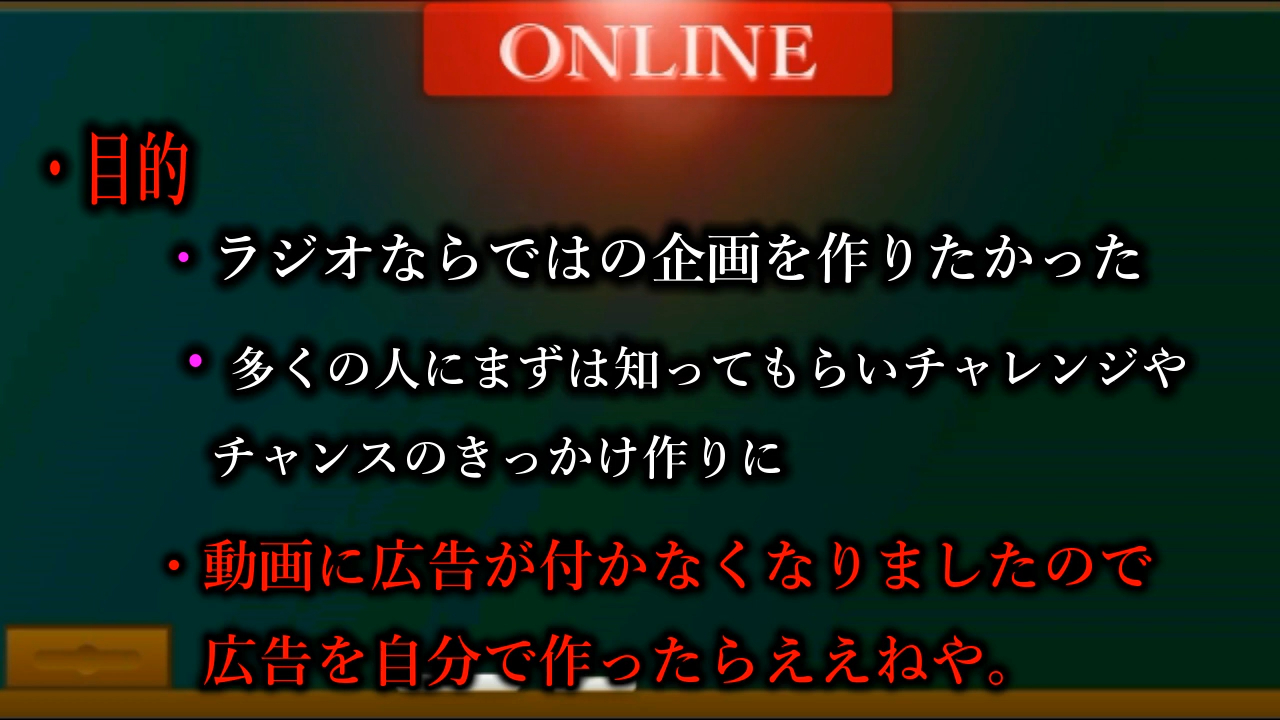 ONLINE
・目的
・ラジオならではの企画を作りたかった
・多くの人にまずは知ってもらいチャレンジや
チャンスのきっかけ作りに
・動画に広告が付かなくなりましたので
広告を自分で作ったらええねや。